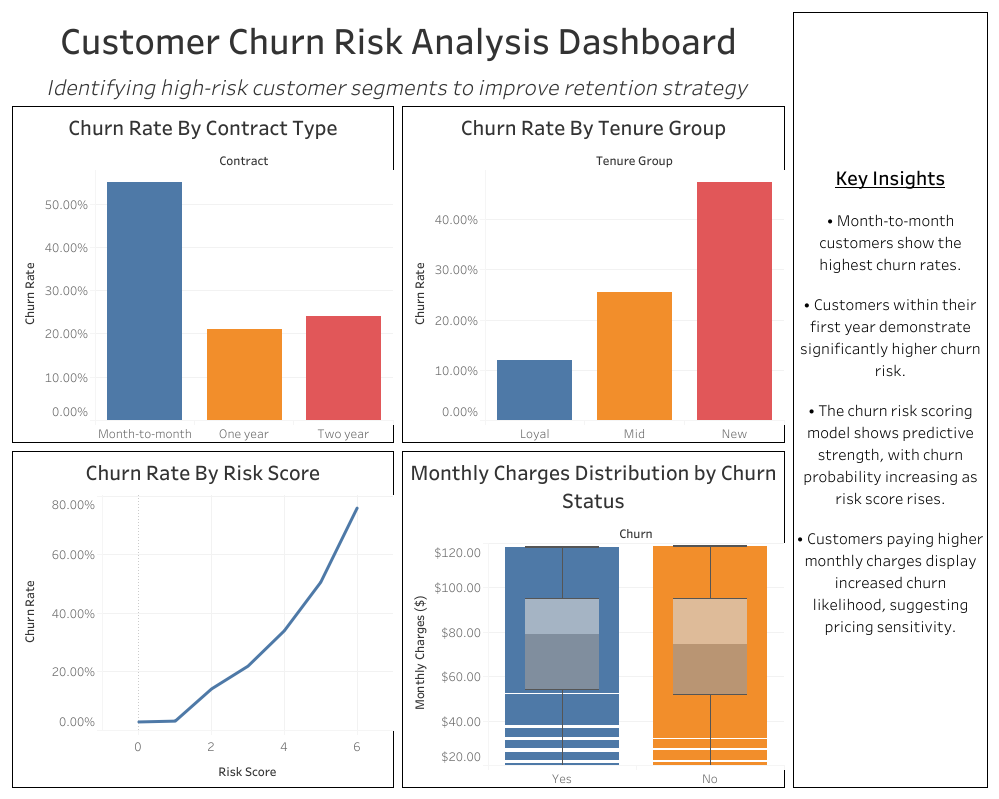 Customer Churn Risk Analysis Dashboard
Identifying high-risk customer segments to improve retention strategy
Churn Rate By Contract Type
Contract
Churn Rate
50.00%
40.00%
30.00%
20.00%
10.00%
0.00%
Month-to-month
One year
Two year
Churn Rate By Tenure Group
Tenure Group
Churn Rate
40.00%
30.00%
20.00%
10.00%
0.00%
Loyal
Mid
New
Churn Rate By Risk Score
Churn Rate
80.00%
60.00%
40.00%
20.00%
0.00%
0
2
4
6
Risk Score
Monthly Charges Distribution by Churn
Status
Churn
Monthly Charges ($)
$120.00
$100.00
$80.00
$60.00
$40.00
$20.00
Yes
No
Key Insights
• Month-to-month
customers show the
highest churn rates.
• Customers within their
first year demonstrate
significantly higher churn
risk.
• The churn risk scoring
model shows predictive
strength, with churn
probability increasing as
risk score rises.
• Customers paying higher
monthly charges display
increased churn
likelihood, suggesting
pricing sensitivity.